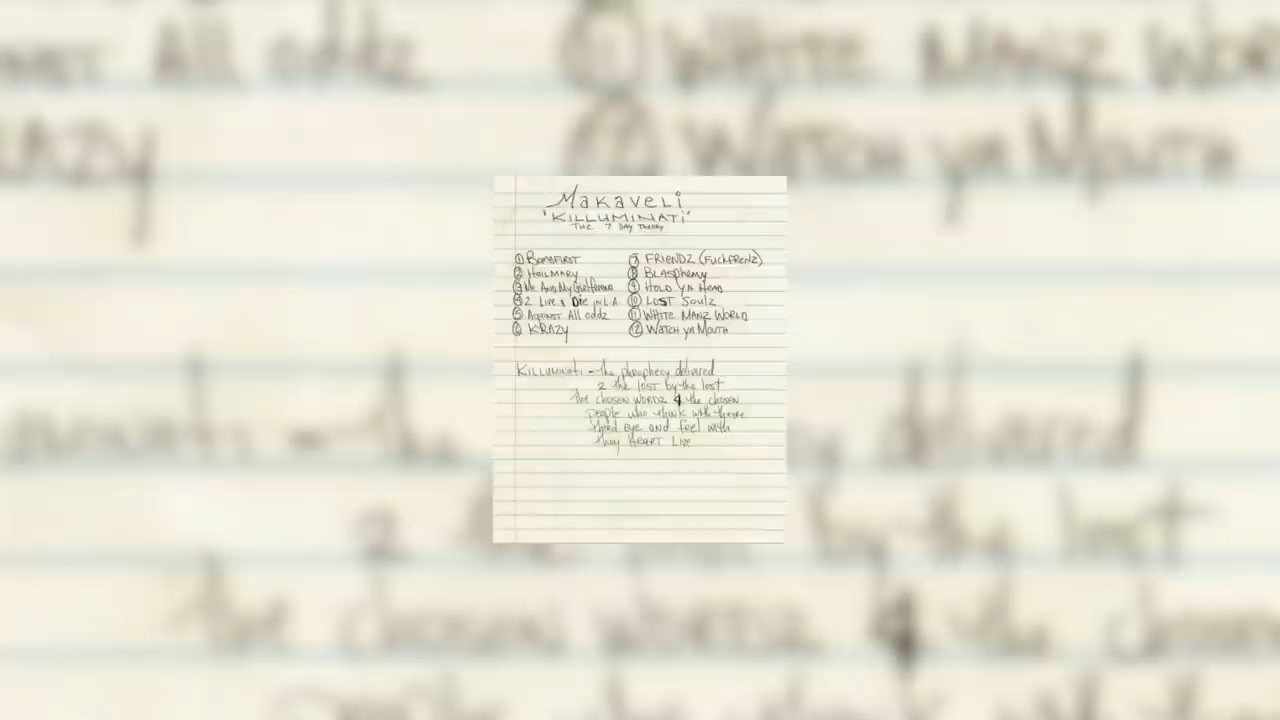 Makaveli
"KILLUMINATi"
THE 7 DAY Theory
1 BOMBFIRST
2 HAILMARY
3 Me And My Girlfriend
4 2 Live & Die in L.A.
5 Against All oddz
6 KRAZY
7 FRIENDZ (Fuckfrienz)
8 Blasphemy
9 HOLD YA HEAD
10 LOST Soulz
11 WHITE MANZ WORLD
12 WATCH ya MOUTH
KILLUMINATi - the prophecy delivered
2 the LOST by the lost
The CHOSEN WORDZ 4 the chosen
people who think with there
third eye and feel with
they HEART Live